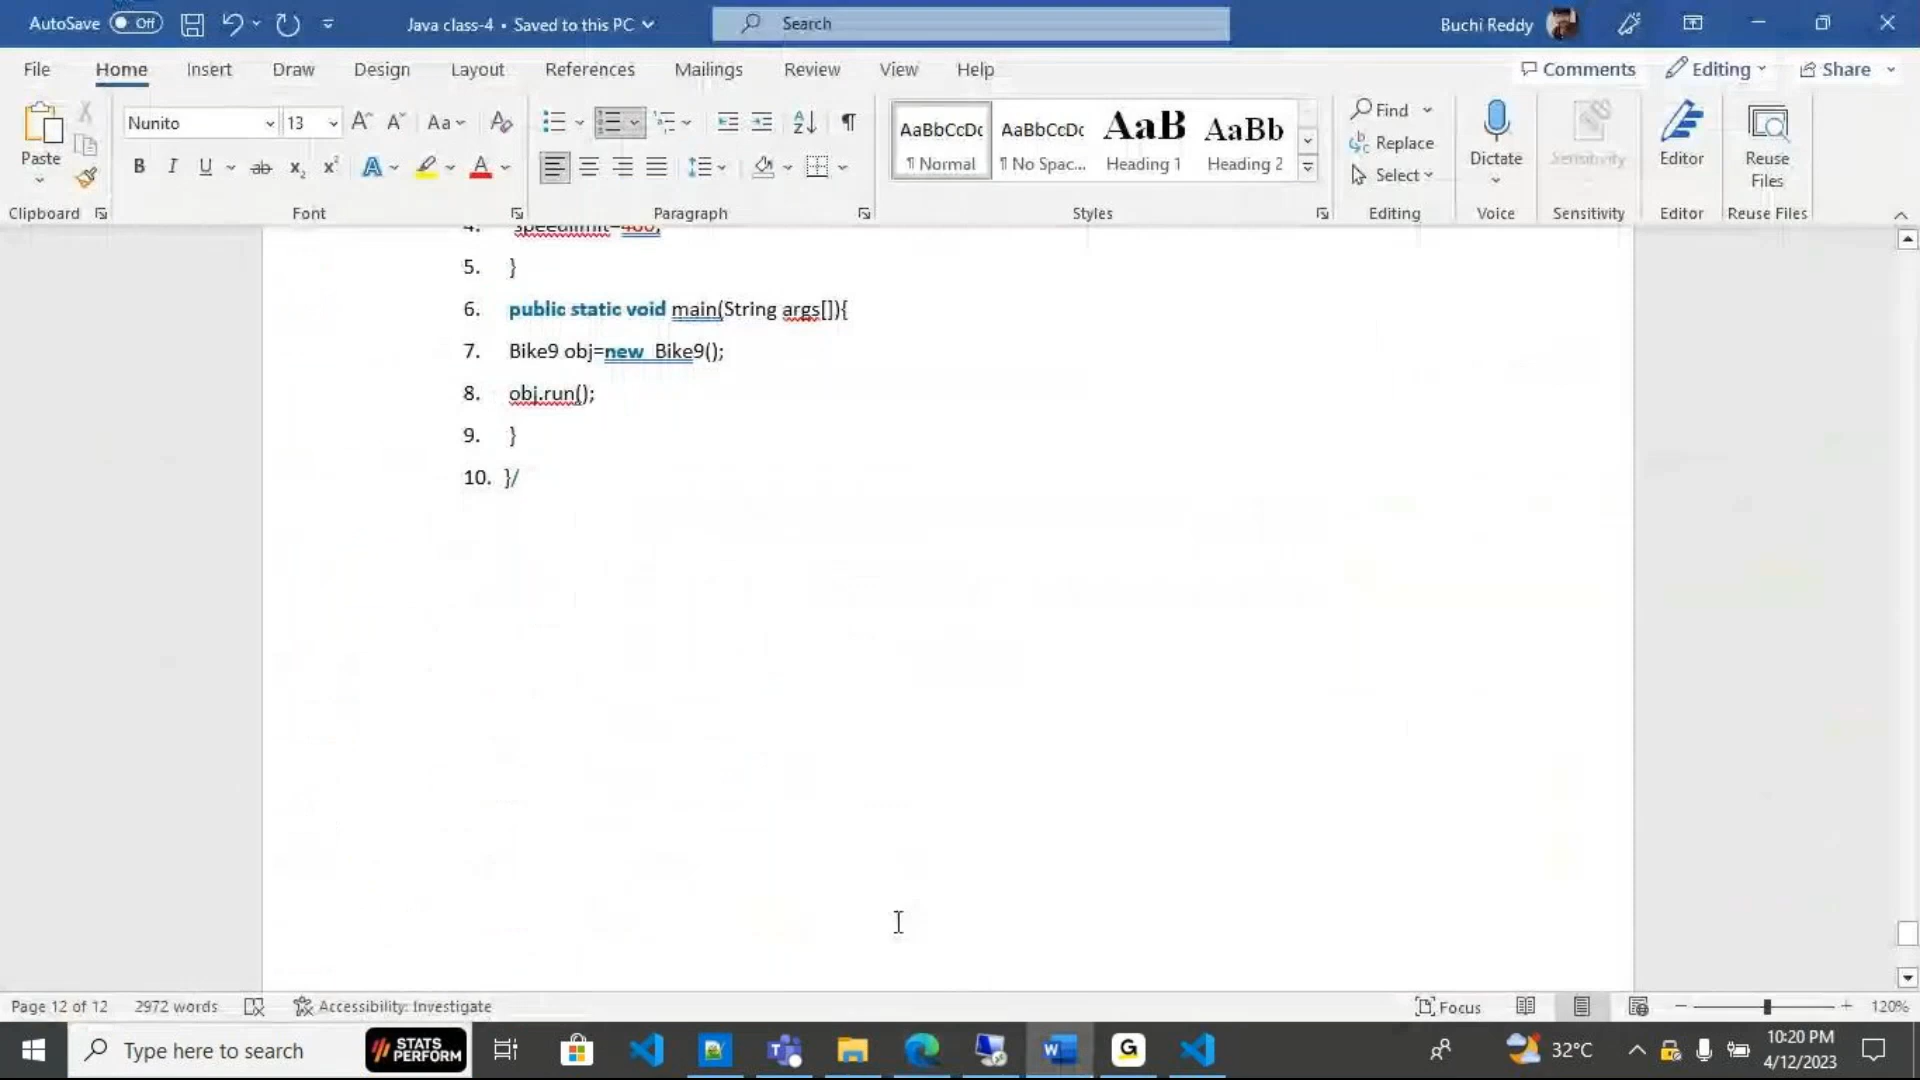 AutoSave Off Java class-4 • Saved to this PC Search Buchi Reddy
File Home Insert Draw Design Layout References Mailings Review View Help Comments Editing Share
Paste Nunito 13 Aa AaBbCcDc AaBbCcDc AaB AaBb Find Replace Select Dictate Sensitivity Editor Reuse Files
¶ Normal ¶ No Spac... Heading 1 Heading 2
Clipboard Font Paragraph Styles Editing Voice Sensitivity Editor Reuse Files
4. speedlimit=400;
5. }
6. public static void main(String args[]){
7. Bike9 obj=new  Bike9();
8. obj.run();
9. }
10. }/
Page 12 of 12 2972 words Accessibility: Investigate Focus 120%
Type here to search STATS PERFORM 32°C 10:20 PM
4/12/2023